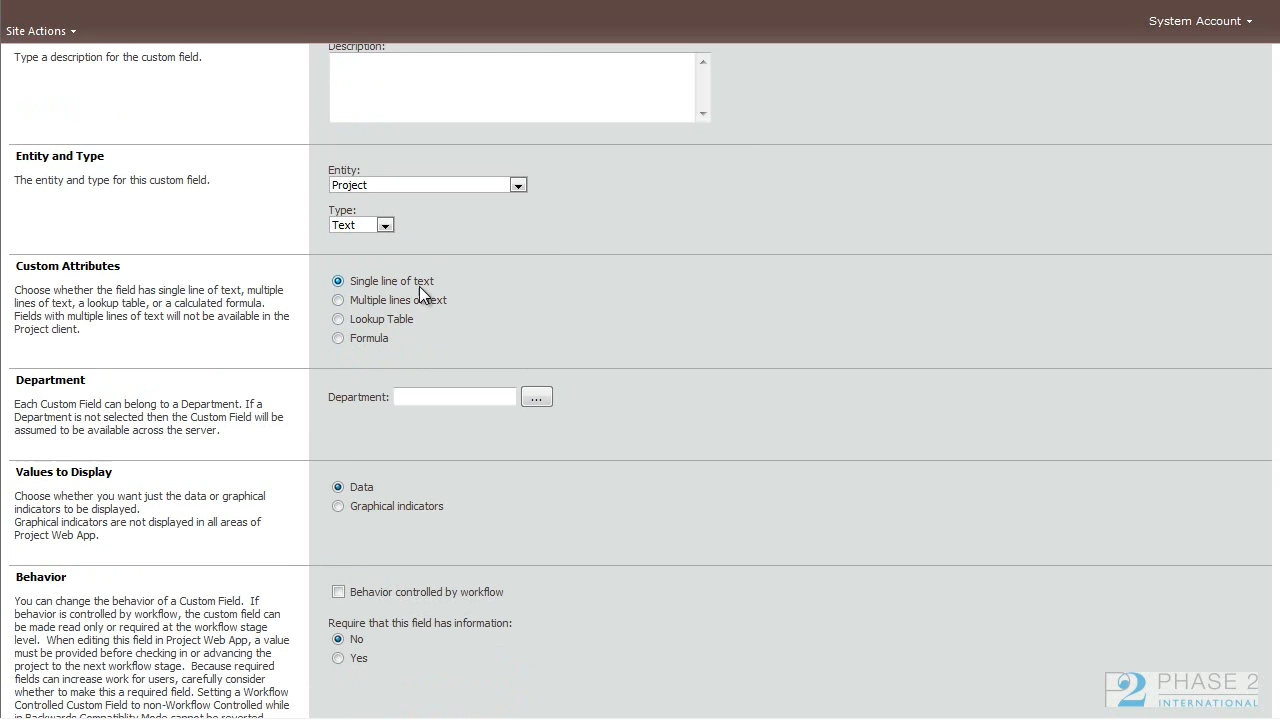 System Account
Site Actions
Description:
Type a description for the custom field.
Entity and Type
The entity and type for this custom field.
Entity:
Project
Type:
Text
Custom Attributes
Choose whether the field has single line of text, multiple
lines of text, a lookup table, or a calculated formula.
Fields with multiple lines of text will not be available in the
Project client.
Single line of text
Multiple lines of text
Lookup Table
Formula
Department
Each Custom Field can belong to a Department. If a
Department is not selected then the Custom Field will be
assumed to be available across the server.
Department:
...
Values to Display
Choose whether you want just the data or graphical
indicators to be displayed.
Graphical indicators are not displayed in all areas of
Project Web App.
Data
Graphical indicators
Behavior
You can change the behavior of a Custom Field. If
behavior is controlled by workflow, the custom field can
be made read only or required at the workflow stage
level. When editing this field in Project Web App, a value
must be provided before checking in or advancing the
project to the next workflow stage. Because required
fields can increase work for users, carefully consider
whether to make this a required field. Setting a Workflow
Controlled Custom Field to non-Workflow Controlled while
in Backwards Compatiblity Mode cannot be reverted
Behavior controlled by workflow
Require that this field has information:
No
Yes
P2 PHASE 2
INTERNATIONAL